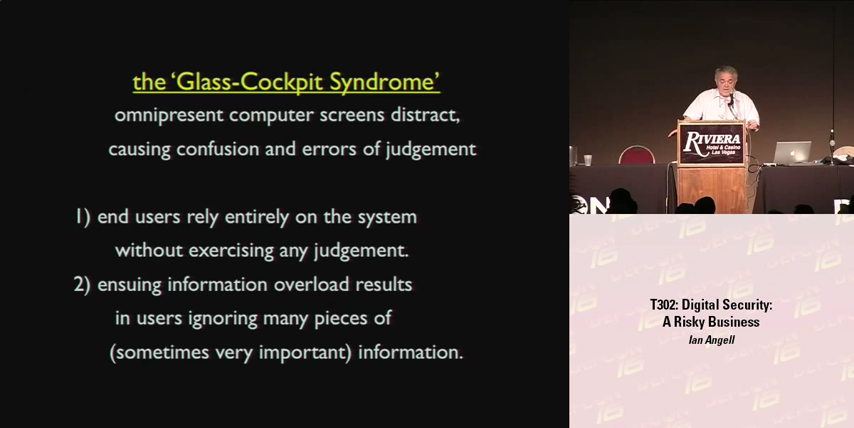 the ‘Glass-Cockpit Syndrome’
omnipresent computer screens distract,
causing confusion and errors of judgement
1) end users rely entirely on the system
without exercising any judgement.
2) ensuing information overload results
in users ignoring many pieces of
(sometimes very important) information.
RIVIERA
Hotel & Casino
Las Vegas
T302: Digital Security:
A Risky Business
Ian Angell